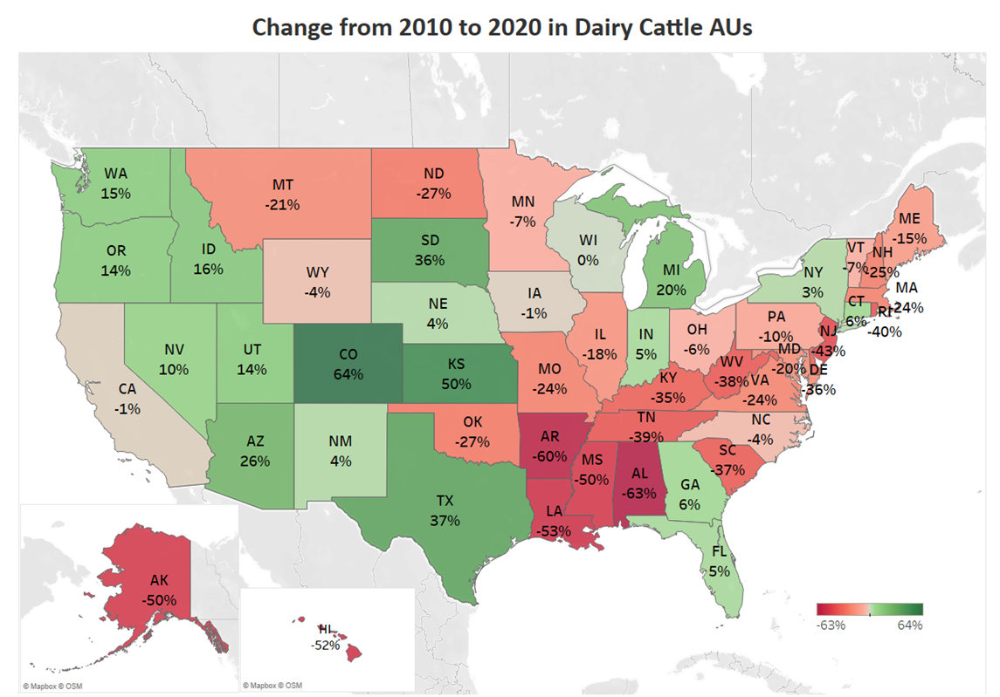 Change from 2010 to 2020 in Dairy Cattle AUs
WA
15%
MT
-21%
ND
-27%
MN
-7%
ME
-15%
OR
14%
ID
16%
SD
36%
WI
0%
MI
20%
VT
-7%
NH
-25%
WY
-4%
NY
3%
MA
-24%
IA
-1%
NE
4%
CT
6%
RI
-40%
PA
-10%
NJ
-43%
NV
10%
UT
14%
CO
64%
KS
50%
IL
-18%
IN
5%
OH
-6%
MO
-24%
WV
-38%
MD
-20%
DE
-36%
CA
-1%
KY
-35%
VA
-24%
AZ
26%
NM
4%
OK
-27%
TN
-39%
NC
-4%
AR
-60%
MS
-50%
AL
-63%
SC
-37%
GA
6%
TX
37%
LA
-53%
FL
5%
AK
-50%
HI
-52%
-63%
64%
© Mapbox © OSM
© Mapbox © OSM